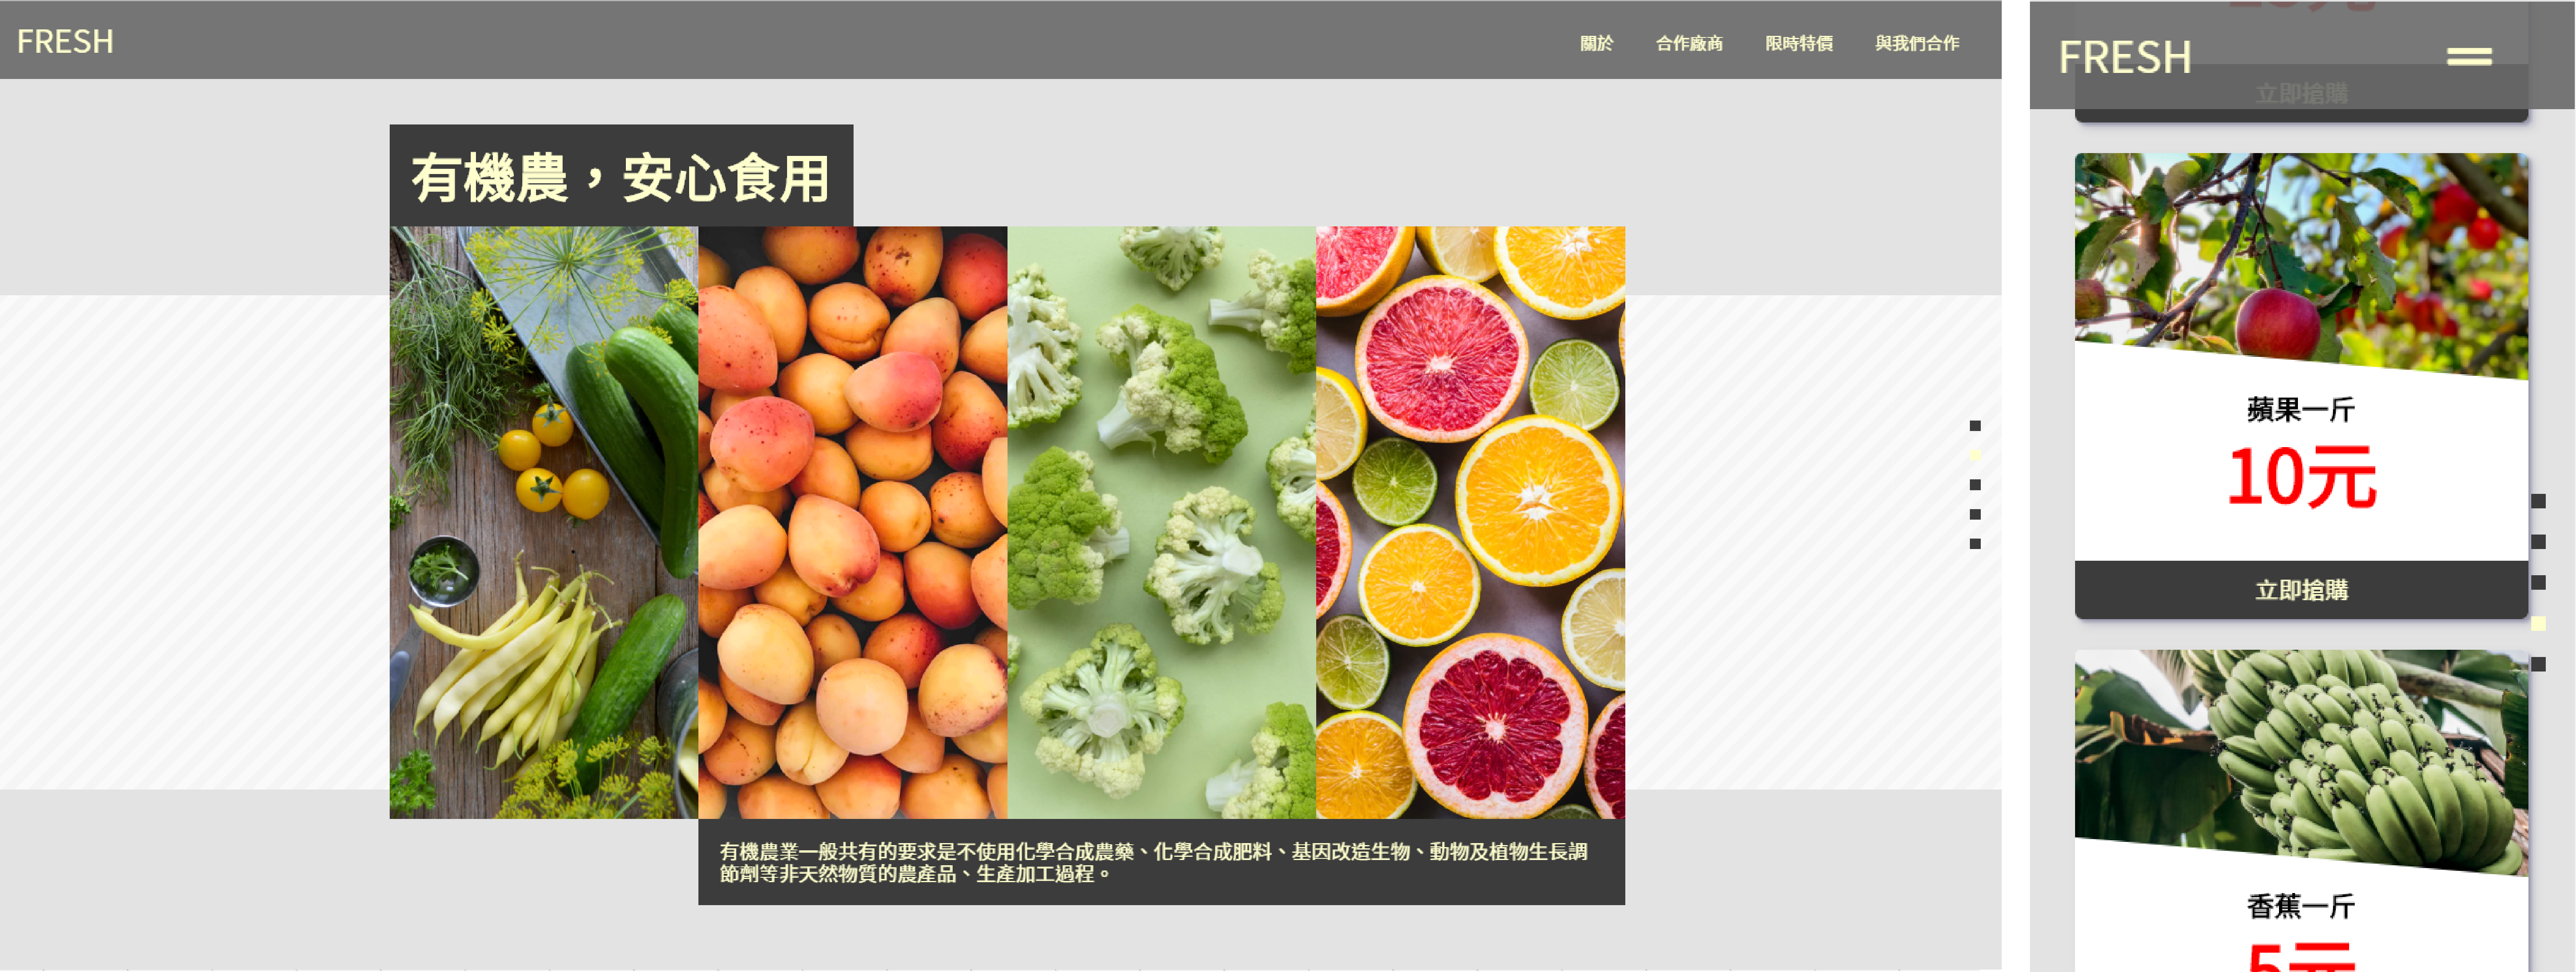 FRESH
關於
合作廠商
限時特價
與我們合作
有機農，安心食用
有機農業一般共有的要求是不使用化學合成農藥、化學合成肥料、基因改造生物、動物及植物生長調
節劑等非天然物質的農產品、生產加工過程。
FRESH
立即搶購
蘋果一斤
10元
立即搶購
香蕉一斤
5元